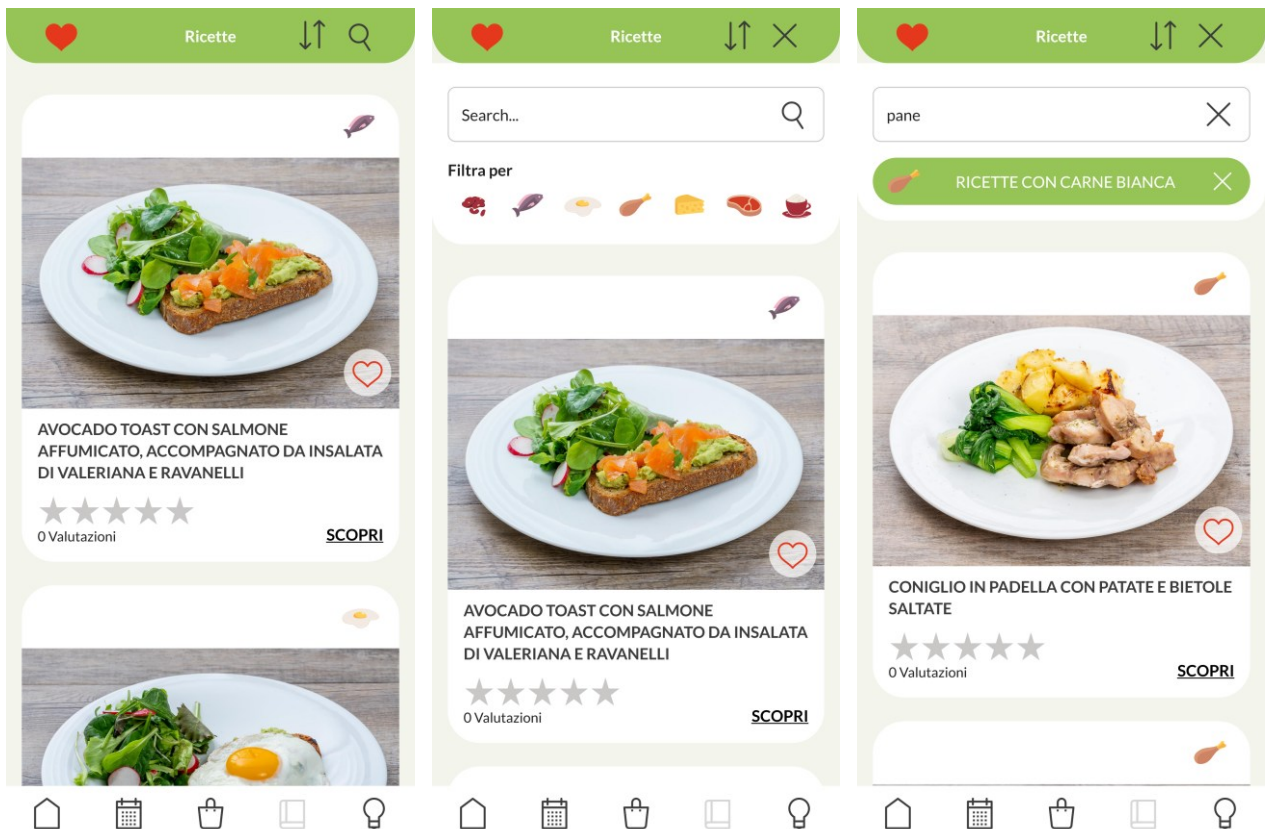 Ricette
AVOCADO TOAST CON SALMONE
AFFUMICATO, ACCOMPAGNATO DA INSALATA
DI VALERIANA E RAVANELLI
0 Valutazioni
SCOPRI
Ricette
Search...
Filtra per
AVOCADO TOAST CON SALMONE
AFFUMICATO, ACCOMPAGNATO DA INSALATA
DI VALERIANA E RAVANELLI
0 Valutazioni
SCOPRI
Ricette
pane
RICETTE CON CARNE BIANCA
CONIGLIO IN PADELLA CON PATATE E BIETOLE
SALTATE
0 Valutazioni
SCOPRI